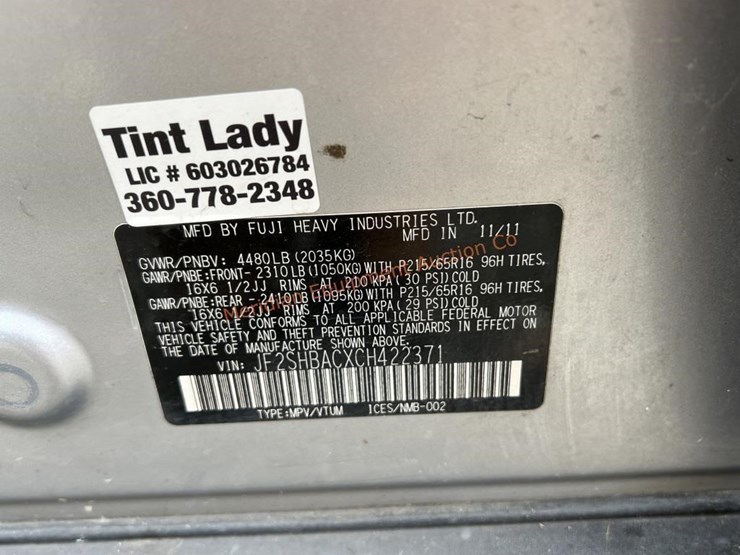 Tint Lady
LIC # 603026784
360-778-2348
MFD BY FUJI HEAVY INDUSTRIES LTD.
MFD IN 11/11
GVWR/PNBV: 4480LB (2035KG)
GAWR/PNBE:FRONT- 2310LB (1050KG) WITH P215/65R16 96H TIRES,
16X6 1/2JJ RIMS AT 200 KPA (30 PSI) COLD
GAWR/PNBE:REAR - 2410LB (1095KG) WITH P215/65R16 96H TIRES,
16X6 1/2JJ RIMS AT 200 KPA (29 PSI) COLD
THIS VEHICLE CONFORMS TO ALL APPLICABLE FEDERAL MOTOR
VEHICLE SAFETY AND THEFT PREVENTION STANDARDS IN EFFECT ON
THE DATE OF MANUFACTURE SHOWN ABOVE.
VIN: JF2SHBACXCH422371
TYPE:MPV/VTUM ICES/NMB-002
Auction Co